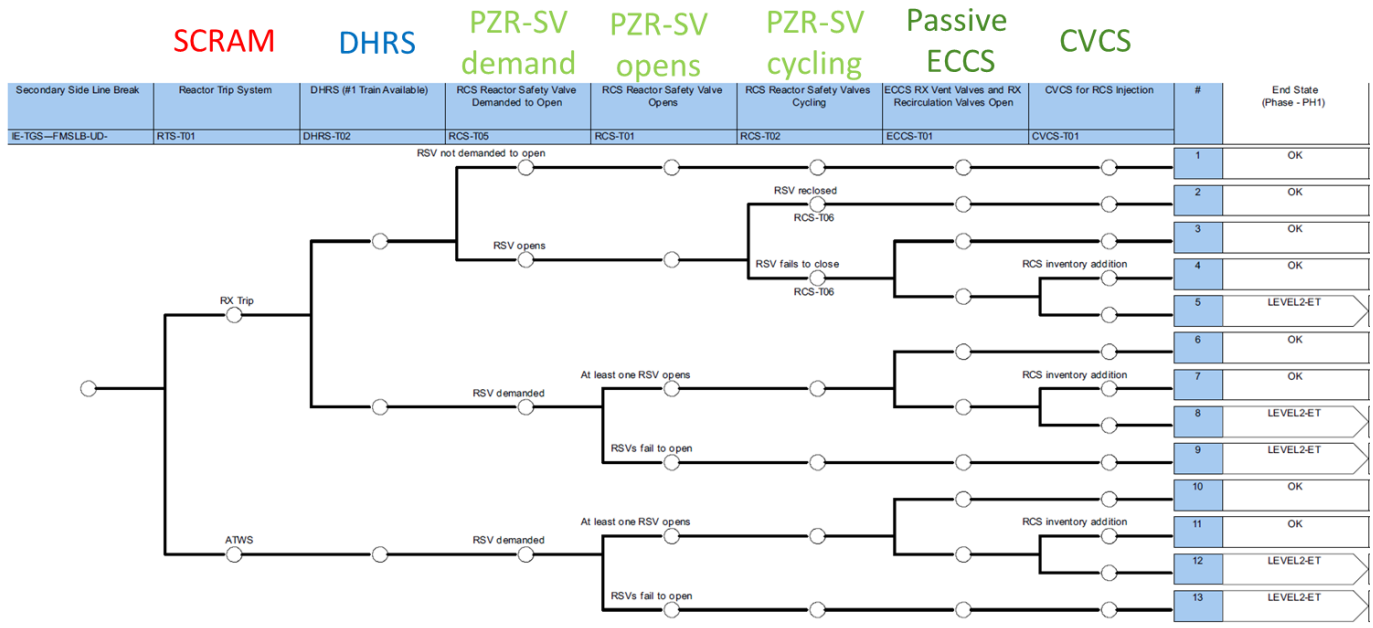 SCRAM
DHRS
PZR-SV
demand
PZR-SV
opens
PZR-SV
cycling
Passive
ECCS
CVCS
Secondary Side Line Break
Reactor Trip System
DHRS (#1 Train Available)
RCS Reactor Safety Valve
Demanded to Open
RCS Reactor Safety Valve
Opens
RCS Reactor Safety Valves
Cycling
ECCS RX Vent Valves and RX
Recirculation Valves Open
CVCS for RCS Injection
#
End State
(Phase - PH1)
IE-TGS---FMSLB-UD-
RTS-T01
DHRS-T02
RCS-T05
RCS-T01
RCS-T02
ECCS-T01
CVCS-T01
RSV not demanded to open
1
OK
RSV reclosed
RCS-T06
2
OK
RSV opens
3
OK
RSV fails to close
RCS-T06
RCS inventory addition
4
OK
RX Trip
5
LEVEL2-ET
6
OK
At least one RSV opens
RCS inventory addition
7
OK
RSV demanded
8
LEVEL2-ET
RSVs fail to open
9
LEVEL2-ET
10
OK
At least one RSV opens
RCS inventory addition
11
OK
ATWS
RSV demanded
12
LEVEL2-ET
RSVs fail to open
13
LEVEL2-ET